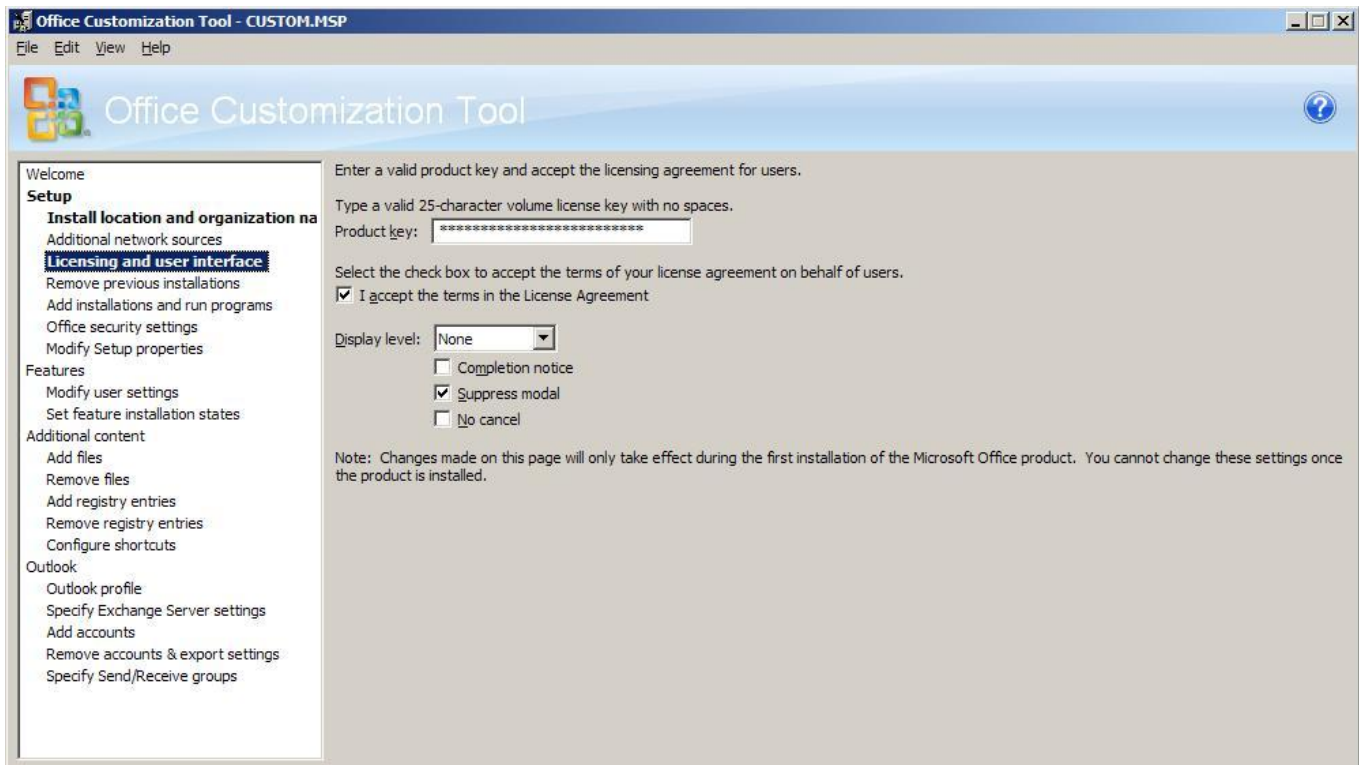 Office Customization Tool - CUSTOM.MSP
File Edit View Help
Office Customization Tool
Welcome
Setup
Install location and organization na
Additional network sources
Licensing and user interface
Remove previous installations
Add installations and run programs
Office security settings
Modify Setup properties
Features
Modify user settings
Set feature installation states
Additional content
Add files
Remove files
Add registry entries
Remove registry entries
Configure shortcuts
Outlook
Outlook profile
Specify Exchange Server settings
Add accounts
Remove accounts & export settings
Specify Send/Receive groups
Enter a valid product key and accept the licensing agreement for users.
Type a valid 25-character volume license key with no spaces.
Product key: *************************
Select the check box to accept the terms of your license agreement on behalf of users.
I accept the terms in the License Agreement
Display level: None
Completion notice
Suppress modal
No cancel
Note: Changes made on this page will only take effect during the first installation of the Microsoft Office product. You cannot change these settings once
the product is installed.